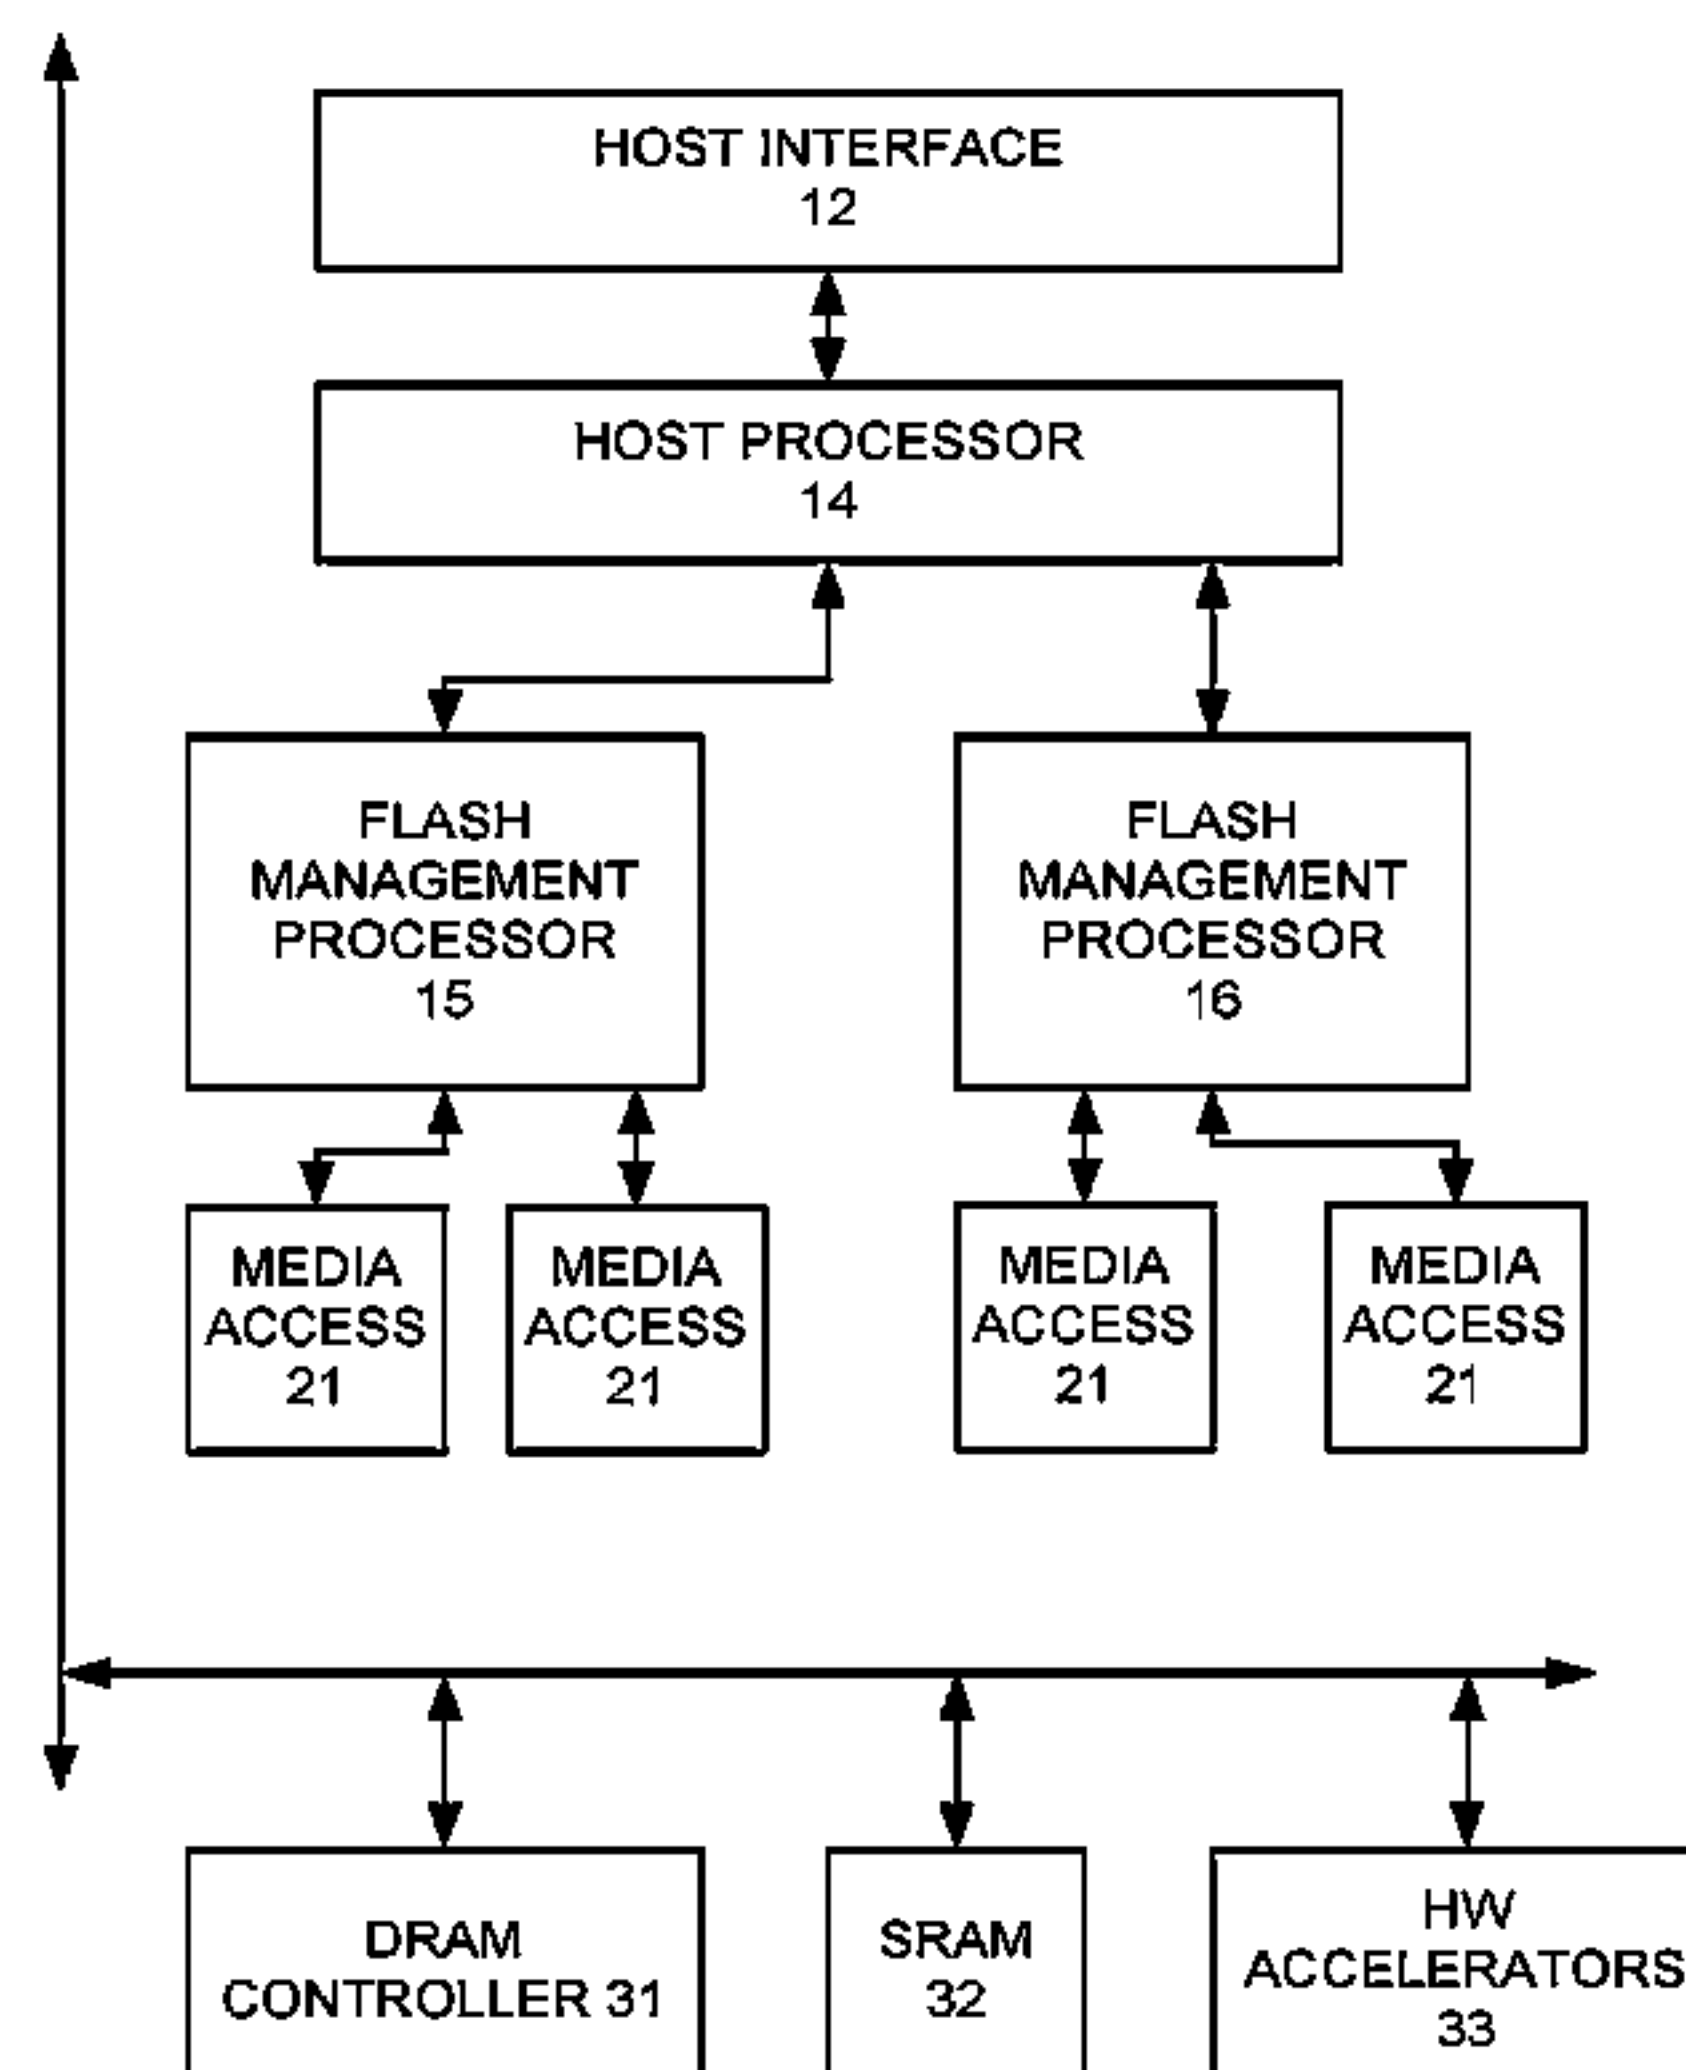 HOST INTERFACE
12
HOST PROCESSOR
14
FLASH
MANAGEMENT
PROCESSOR
15
FLASH
MANAGEMENT
PROCESSOR
16
MEDIA
ACCESS
21
MEDIA
ACCESS
21
MEDIA
ACCESS
21
MEDIA
ACCESS
21
DRAM
CONTROLLER 31
SRAM
32
HW
ACCELERATORS
33